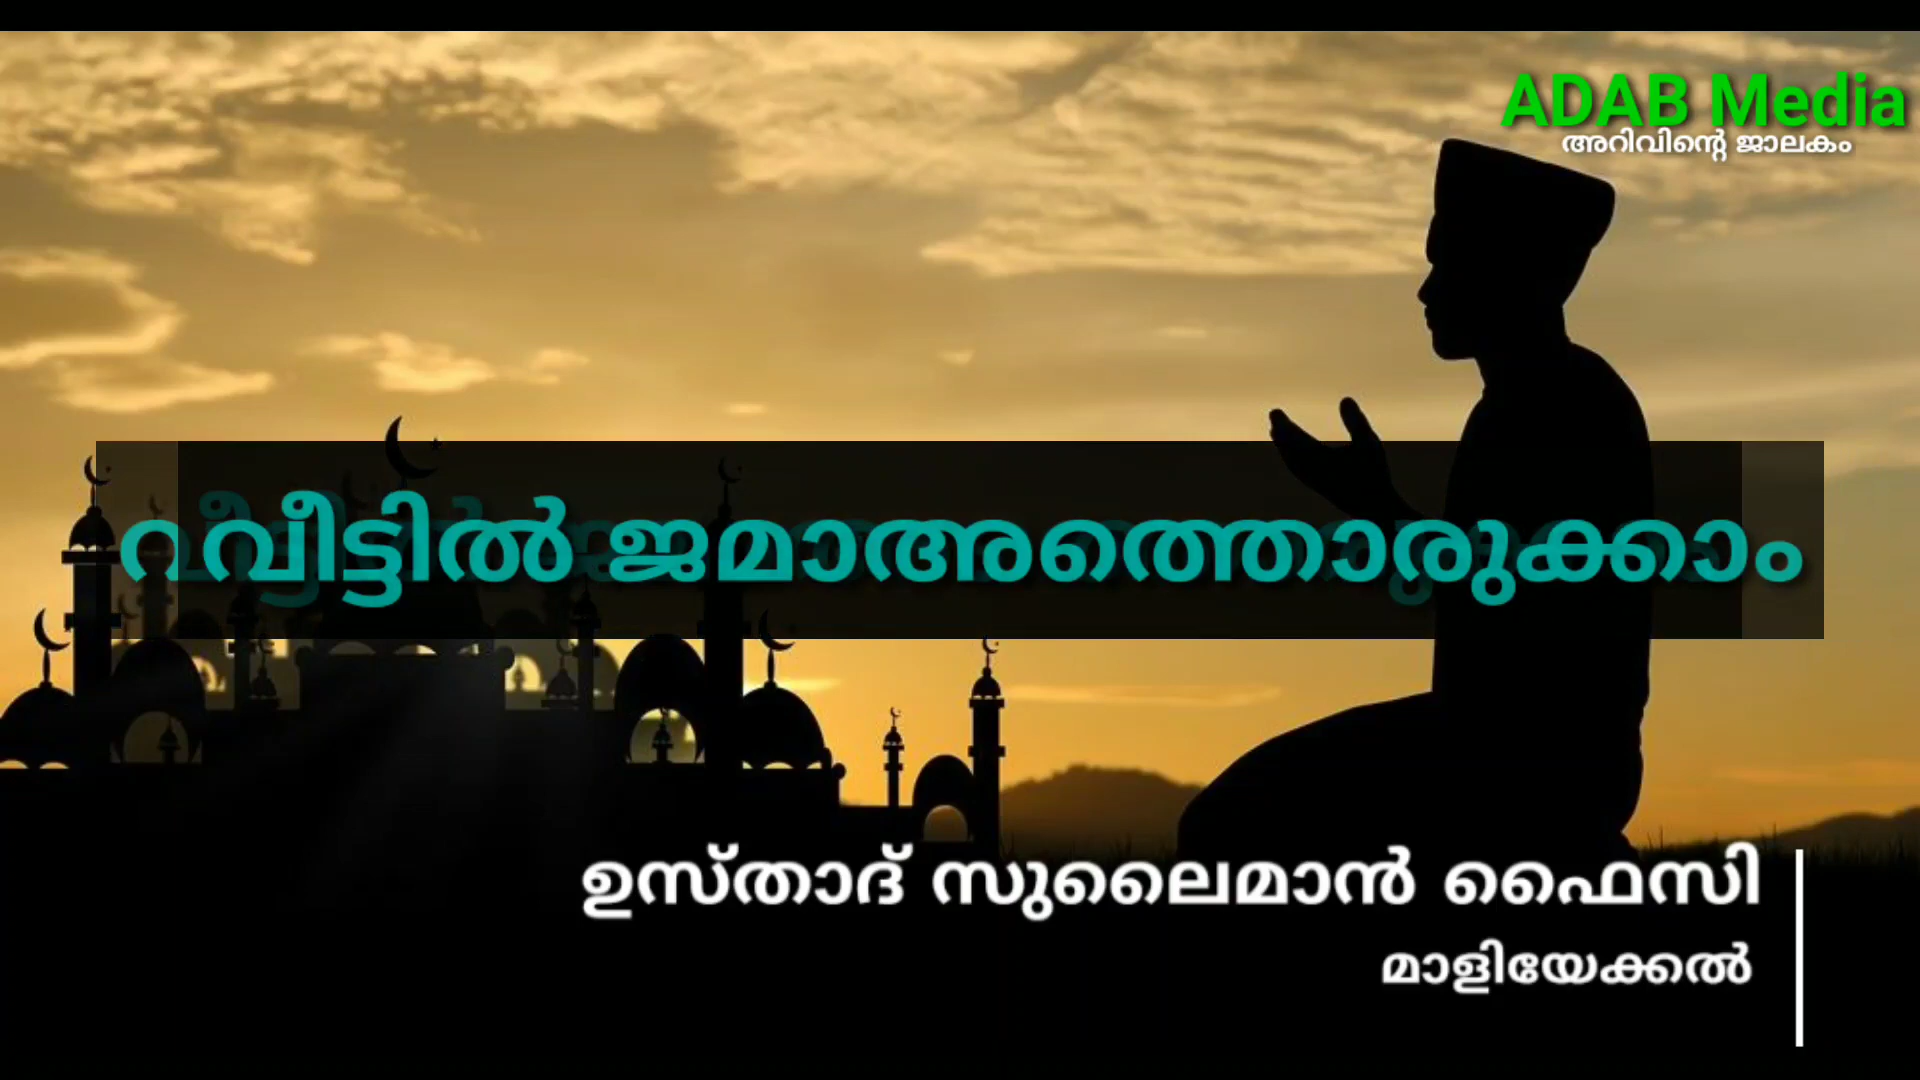 ADAB Media
അറിവിന്റെ ജാലകം
വീട്ടിൽ ജമാഅത്തൊരുക്കാം
ഉസ്താദ് സുലൈമാൻ ഫൈസി
മാളിയേക്കൽ